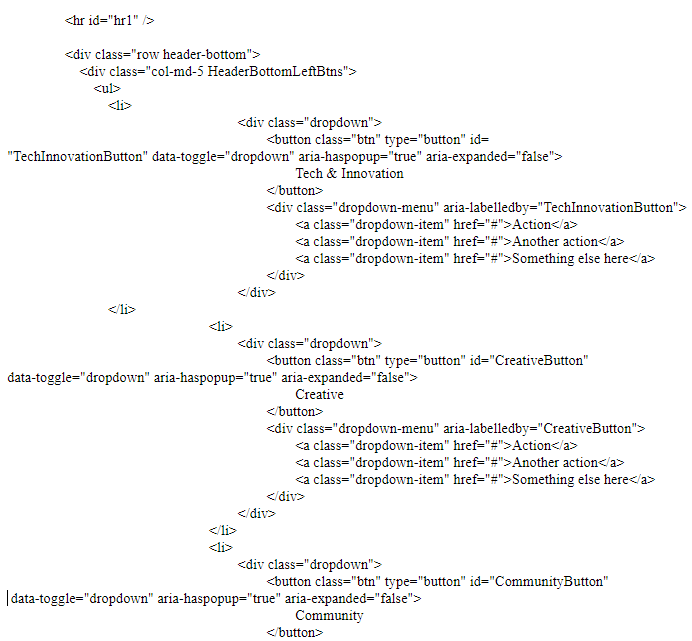 <hr id="hr1" />
<div class="row header-bottom">
<div class="col-md-5 HeaderBottomLeftBtns">
<ul>
<li>
<div class="dropdown">
<button class="btn" type="button" id=
"TechInnovationButton" data-toggle="dropdown" aria-haspopup="true" aria-expanded="false">
Tech & Innovation
</button>
<div class="dropdown-menu" aria-labelledby="TechInnovationButton">
<a class="dropdown-item" href="#">Action</a>
<a class="dropdown-item" href="#">Another action</a>
<a class="dropdown-item" href="#">Something else here</a>
</div>
</div>
</li>
<li>
<div class="dropdown">
<button class="btn" type="button" id="CreativeButton"
data-toggle="dropdown" aria-haspopup="true" aria-expanded="false">
Creative
</button>
<div class="dropdown-menu" aria-labelledby="CreativeButton">
<a class="dropdown-item" href="#">Action</a>
<a class="dropdown-item" href="#">Another action</a>
<a class="dropdown-item" href="#">Something else here</a>
</div>
</div>
</li>
<li>
<div class="dropdown">
<button class="btn" type="button" id="CommunityButton"
data-toggle="dropdown" aria-haspopup="true" aria-expanded="false">
Community
</button>